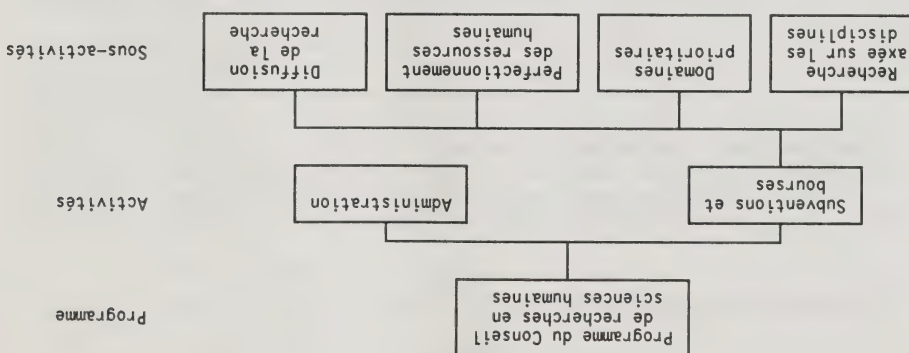 Programme du Conseil
de recherches en
sciences humaines
Programme
Subventions et
bourses
Administration
Activités
Recherche
axée sur les
disciplines
Domaines
prioritaires
Perfectionnement
des ressources
humaines
Diffusion
de la
recherche
Sous-activités